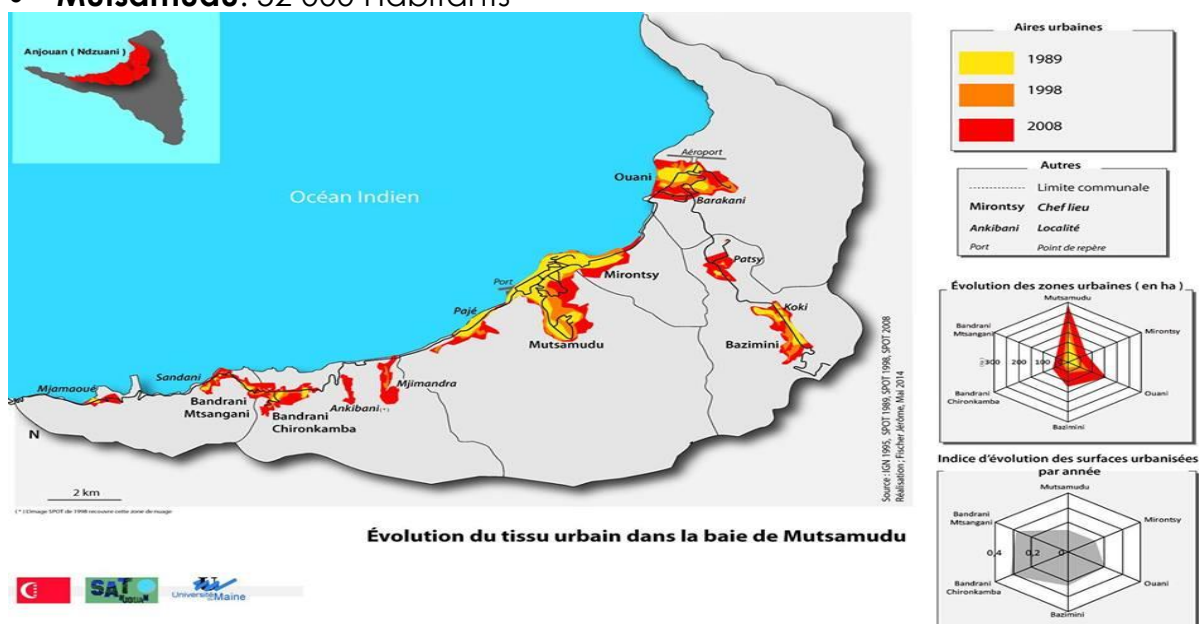 • Mutsamudu: 32 000 Habitants
Anjouan ( Ndzuani )
Océan Indien
Aéroport
Ouani
Barakani
Patsy
Mirontsy
Port
Koki
Pajé
Mutsamudu
Bazimini
Sandani
Mjamaoué
Bandrani
Mtsangani
Bandrani
Chironkamba
Ankibani (*)
Mjimandra
N
2 km
Source : IGN 1995, SPOT 1989, SPOT 1998, SPOT 2008
Réalisation ; Fischer Jérôme, Mai 2014
Évolution du tissu urbain dans la baie de Mutsamudu
SAT
Université du Maine
Aires urbaines
1989
1998
2008
Autres
Limite communale
Mirontsy Chef lieu
Ankibani Localité
Port Point de repère
Évolution des zones urbaines ( en ha )
Mutsamudu
Bandrani
Mtsangani
Mirontsy
300 200 100
Bandrani
Chironkamba
Ouani
Bazimini
Indice d'évolution des surfaces urbanisées
par année
Mutsamudu
Bandrani
Mtsangani
Mirontsy
0,4 0,2 0
Bandrani
Chironkamba
Ouani
Bazimini